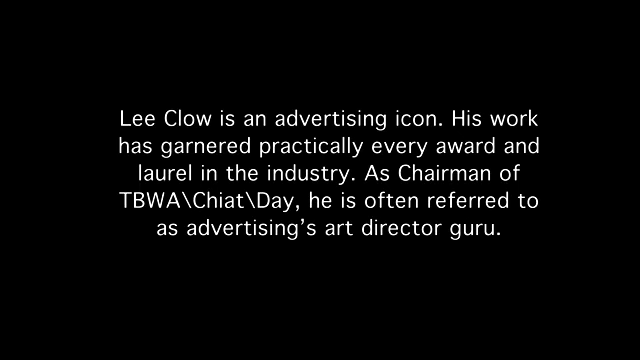 Lee Clow is an advertising icon. His work
has garnered practically every award and
laurel in the industry. As Chairman of
TBWA\Chiat\Day, he is often referred to
as advertising’s art director guru.